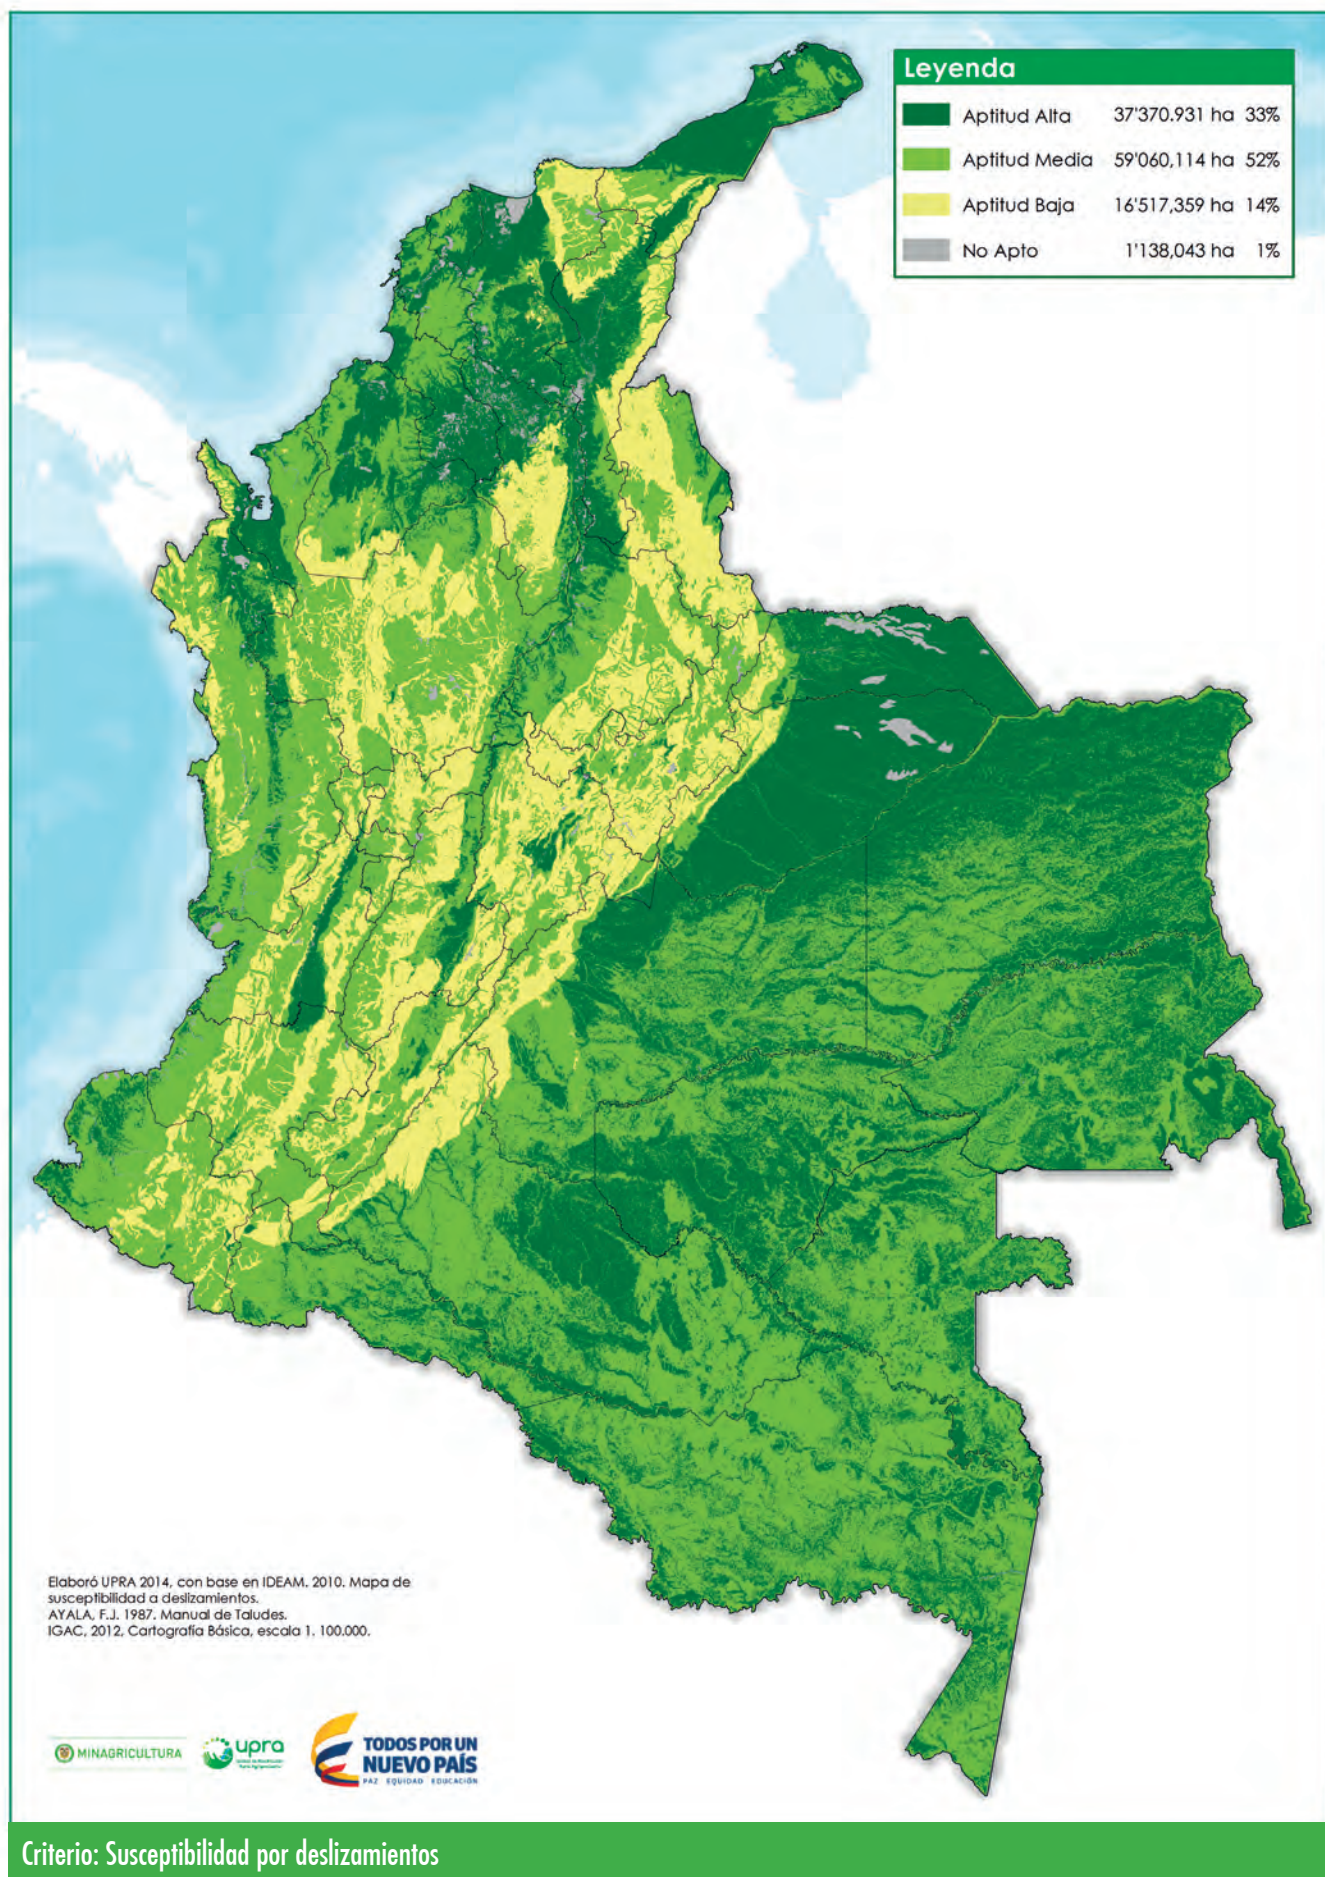 Leyenda
Aptitud Alta 37'370.931 ha 33%
Aptitud Media 59'060,114 ha 52%
Aptitud Baja 16'517,359 ha 14%
No Apto 1'138,043 ha 1%
Elaboró UPRA 2014, con base en IDEAM. 2010. Mapa de
susceptibilidad a deslizamientos.
AYALA, F.J. 1987. Manual de Taludes.
IGAC, 2012, Cartografía Básica, escala 1. 100.000.
MINAGRICULTURA
upra
TODOS POR UN
NUEVO PAÍS
PAZ EQUIDAD EDUCACIÓN
Criterio: Susceptibilidad por deslizamientos